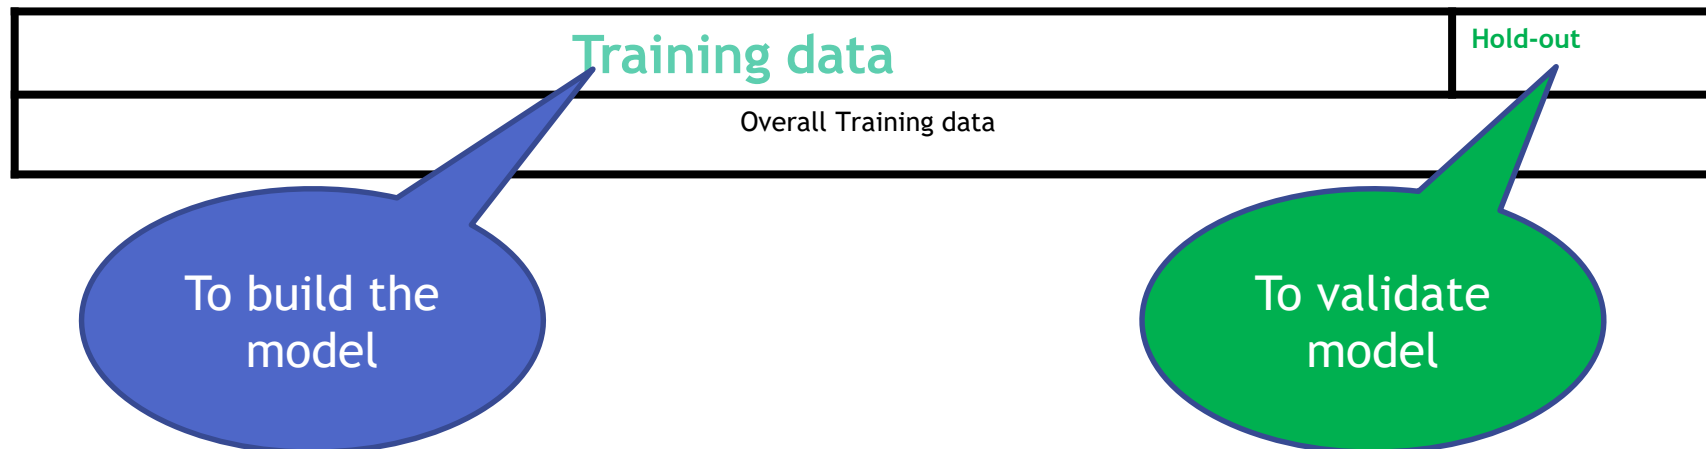 Training data
Hold-out
Overall Training data
To build the
model
To validate
model